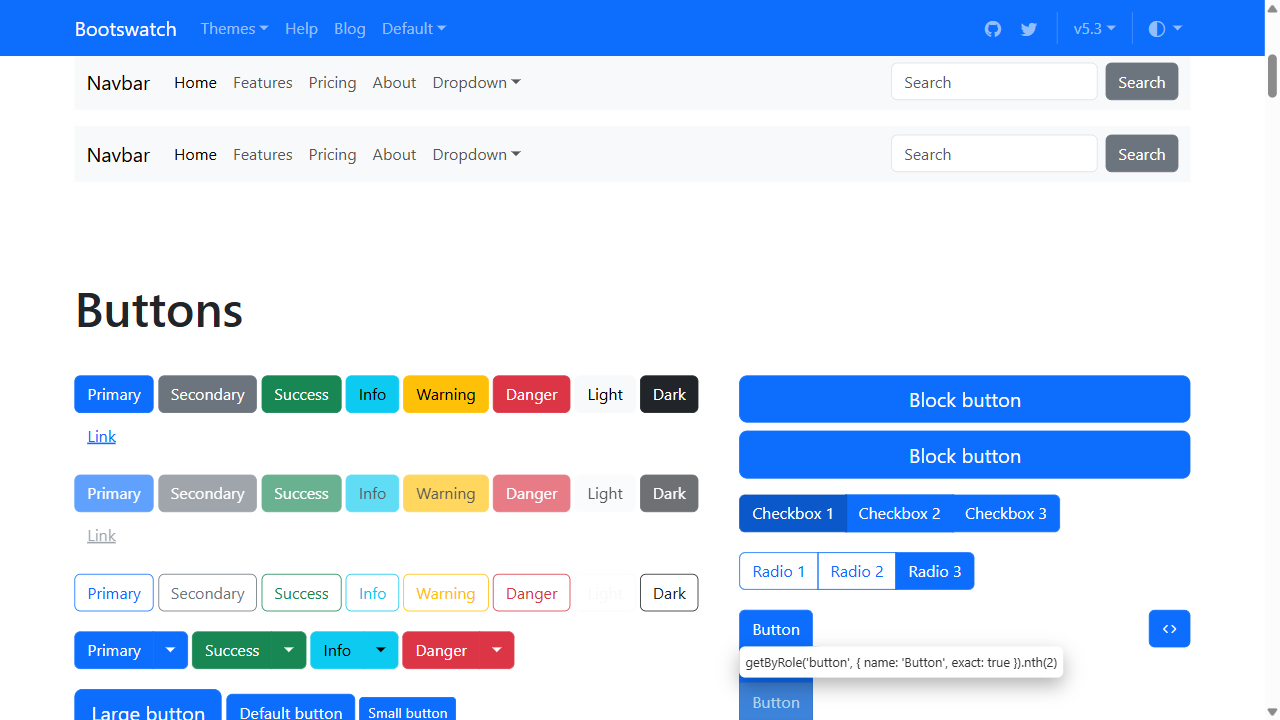 Bootswatch Themes Help Blog Default v5.3
Navbar Home Features Pricing About Dropdown Search Search
Navbar Home Features Pricing About Dropdown Search Search
Buttons
Primary Secondary Success Info Warning Danger Light Dark
Link
Primary Secondary Success Info Warning Danger Light Dark
Link
Primary Secondary Success Info Warning Danger Light Dark
Primary Success Info Danger
Large button Default button Small button
Block button
Block button
Checkbox 1 Checkbox 2 Checkbox 3
Radio 1 Radio 2 Radio 3
Button <>
getByRole('button', { name: 'Button', exact: true }).nth(2)
Button